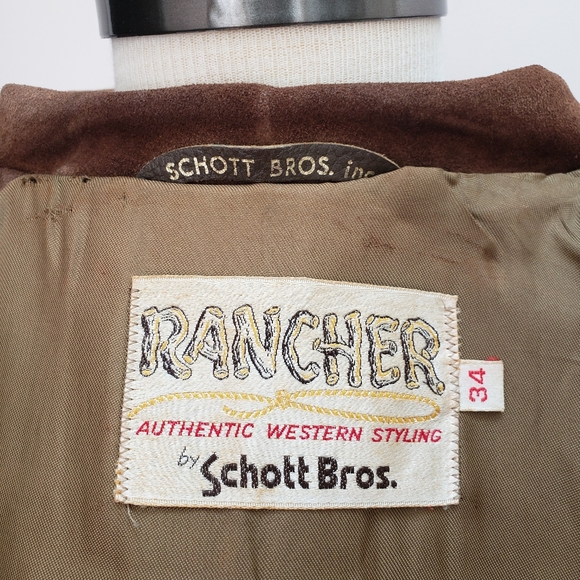 SCHOTT BROS. inc
RANCHER
AUTHENTIC WESTERN STYLING
by Schott Bros.
34